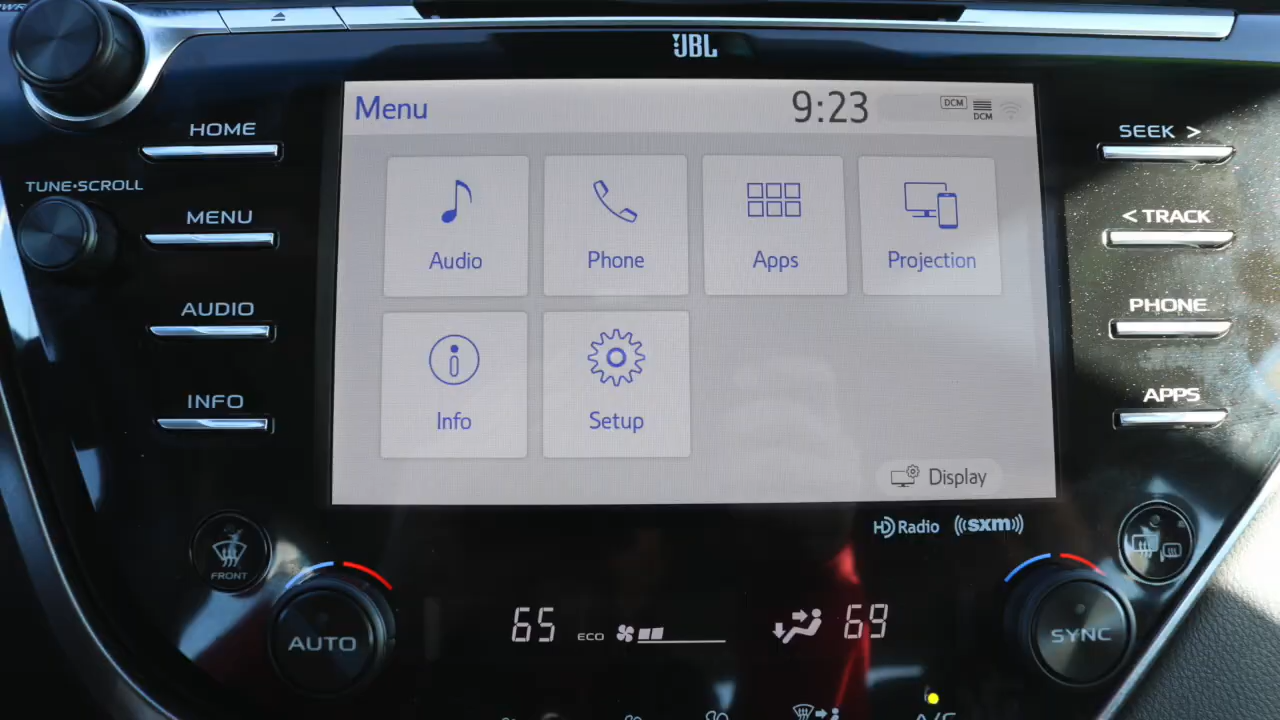 PWR
JBL
HOME
TUNE•SCROLL
MENU
AUDIO
INFO
Menu
9:23
DCM
DCM
Audio
Phone
Apps
Projection
Info
Setup
Display
SEEK >
< TRACK
PHONE
APPS
HD Radio
((sxm))
FRONT
AUTO
65
ECO
69
SYNC
A/C